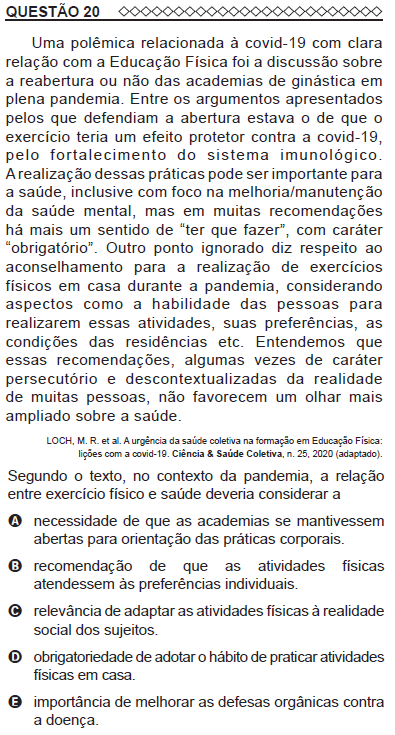 QUESTÃO 20
Uma polêmica relacionada à covid-19 com clara
relação com a Educação Física foi a discussão sobre
a reabertura ou não das academias de ginástica em
plena pandemia. Entre os argumentos apresentados
pelos que defendiam a abertura estava o de que o
exercício teria um efeito protetor contra a covid-19,
pelo fortalecimento do sistema imunológico.
A realização dessas práticas pode ser importante para
a saúde, inclusive com foco na melhoria/manutenção
da saúde mental, mas em muitas recomendações
há mais um sentido de “ter que fazer”, com caráter
“obrigatório”. Outro ponto ignorado diz respeito ao
aconselhamento para a realização de exercícios
físicos em casa durante a pandemia, considerando
aspectos como a habilidade das pessoas para
realizarem essas atividades, suas preferências, as
condições das residências etc. Entendemos que
essas recomendações, algumas vezes de caráter
persecutório e descontextualizadas da realidade
de muitas pessoas, não favorecem um olhar mais
ampliado sobre a saúde.
LOCH, M. R. et al. A urgência da saúde coletiva na formação em Educação Física:
lições com a covid-19. Ciência & Saúde Coletiva, n. 25, 2020 (adaptado).
Segundo o texto, no contexto da pandemia, a relação
entre exercício físico e saúde deveria considerar a
A necessidade de que as academias se mantivessem
abertas para orientação das práticas corporais.
B recomendação de que as atividades físicas
atendessem às preferências individuais.
C relevância de adaptar as atividades físicas à realidade
social dos sujeitos.
D obrigatoriedade de adotar o hábito de praticar atividades
físicas em casa.
E importância de melhorar as defesas orgânicas contra
a doença.